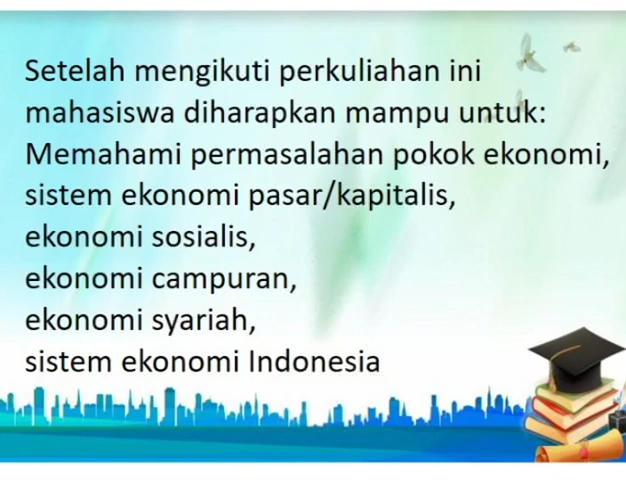 Setelah mengikuti perkuliahan ini
mahasiswa diharapkan mampu untuk:
Memahami permasalahan pokok ekonomi,
sistem ekonomi pasar/kapitalis,
ekonomi sosialis,
ekonomi campuran,
ekonomi syariah,
sistem ekonomi Indonesia